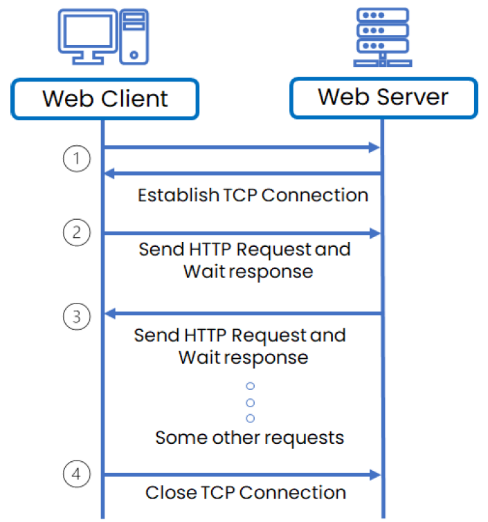 Web Client
Web Server
1
Establish TCP Connection
2
Send HTTP Request and
Wait response
3
Send HTTP Request and
Wait response
Some other requests
4
Close TCP Connection